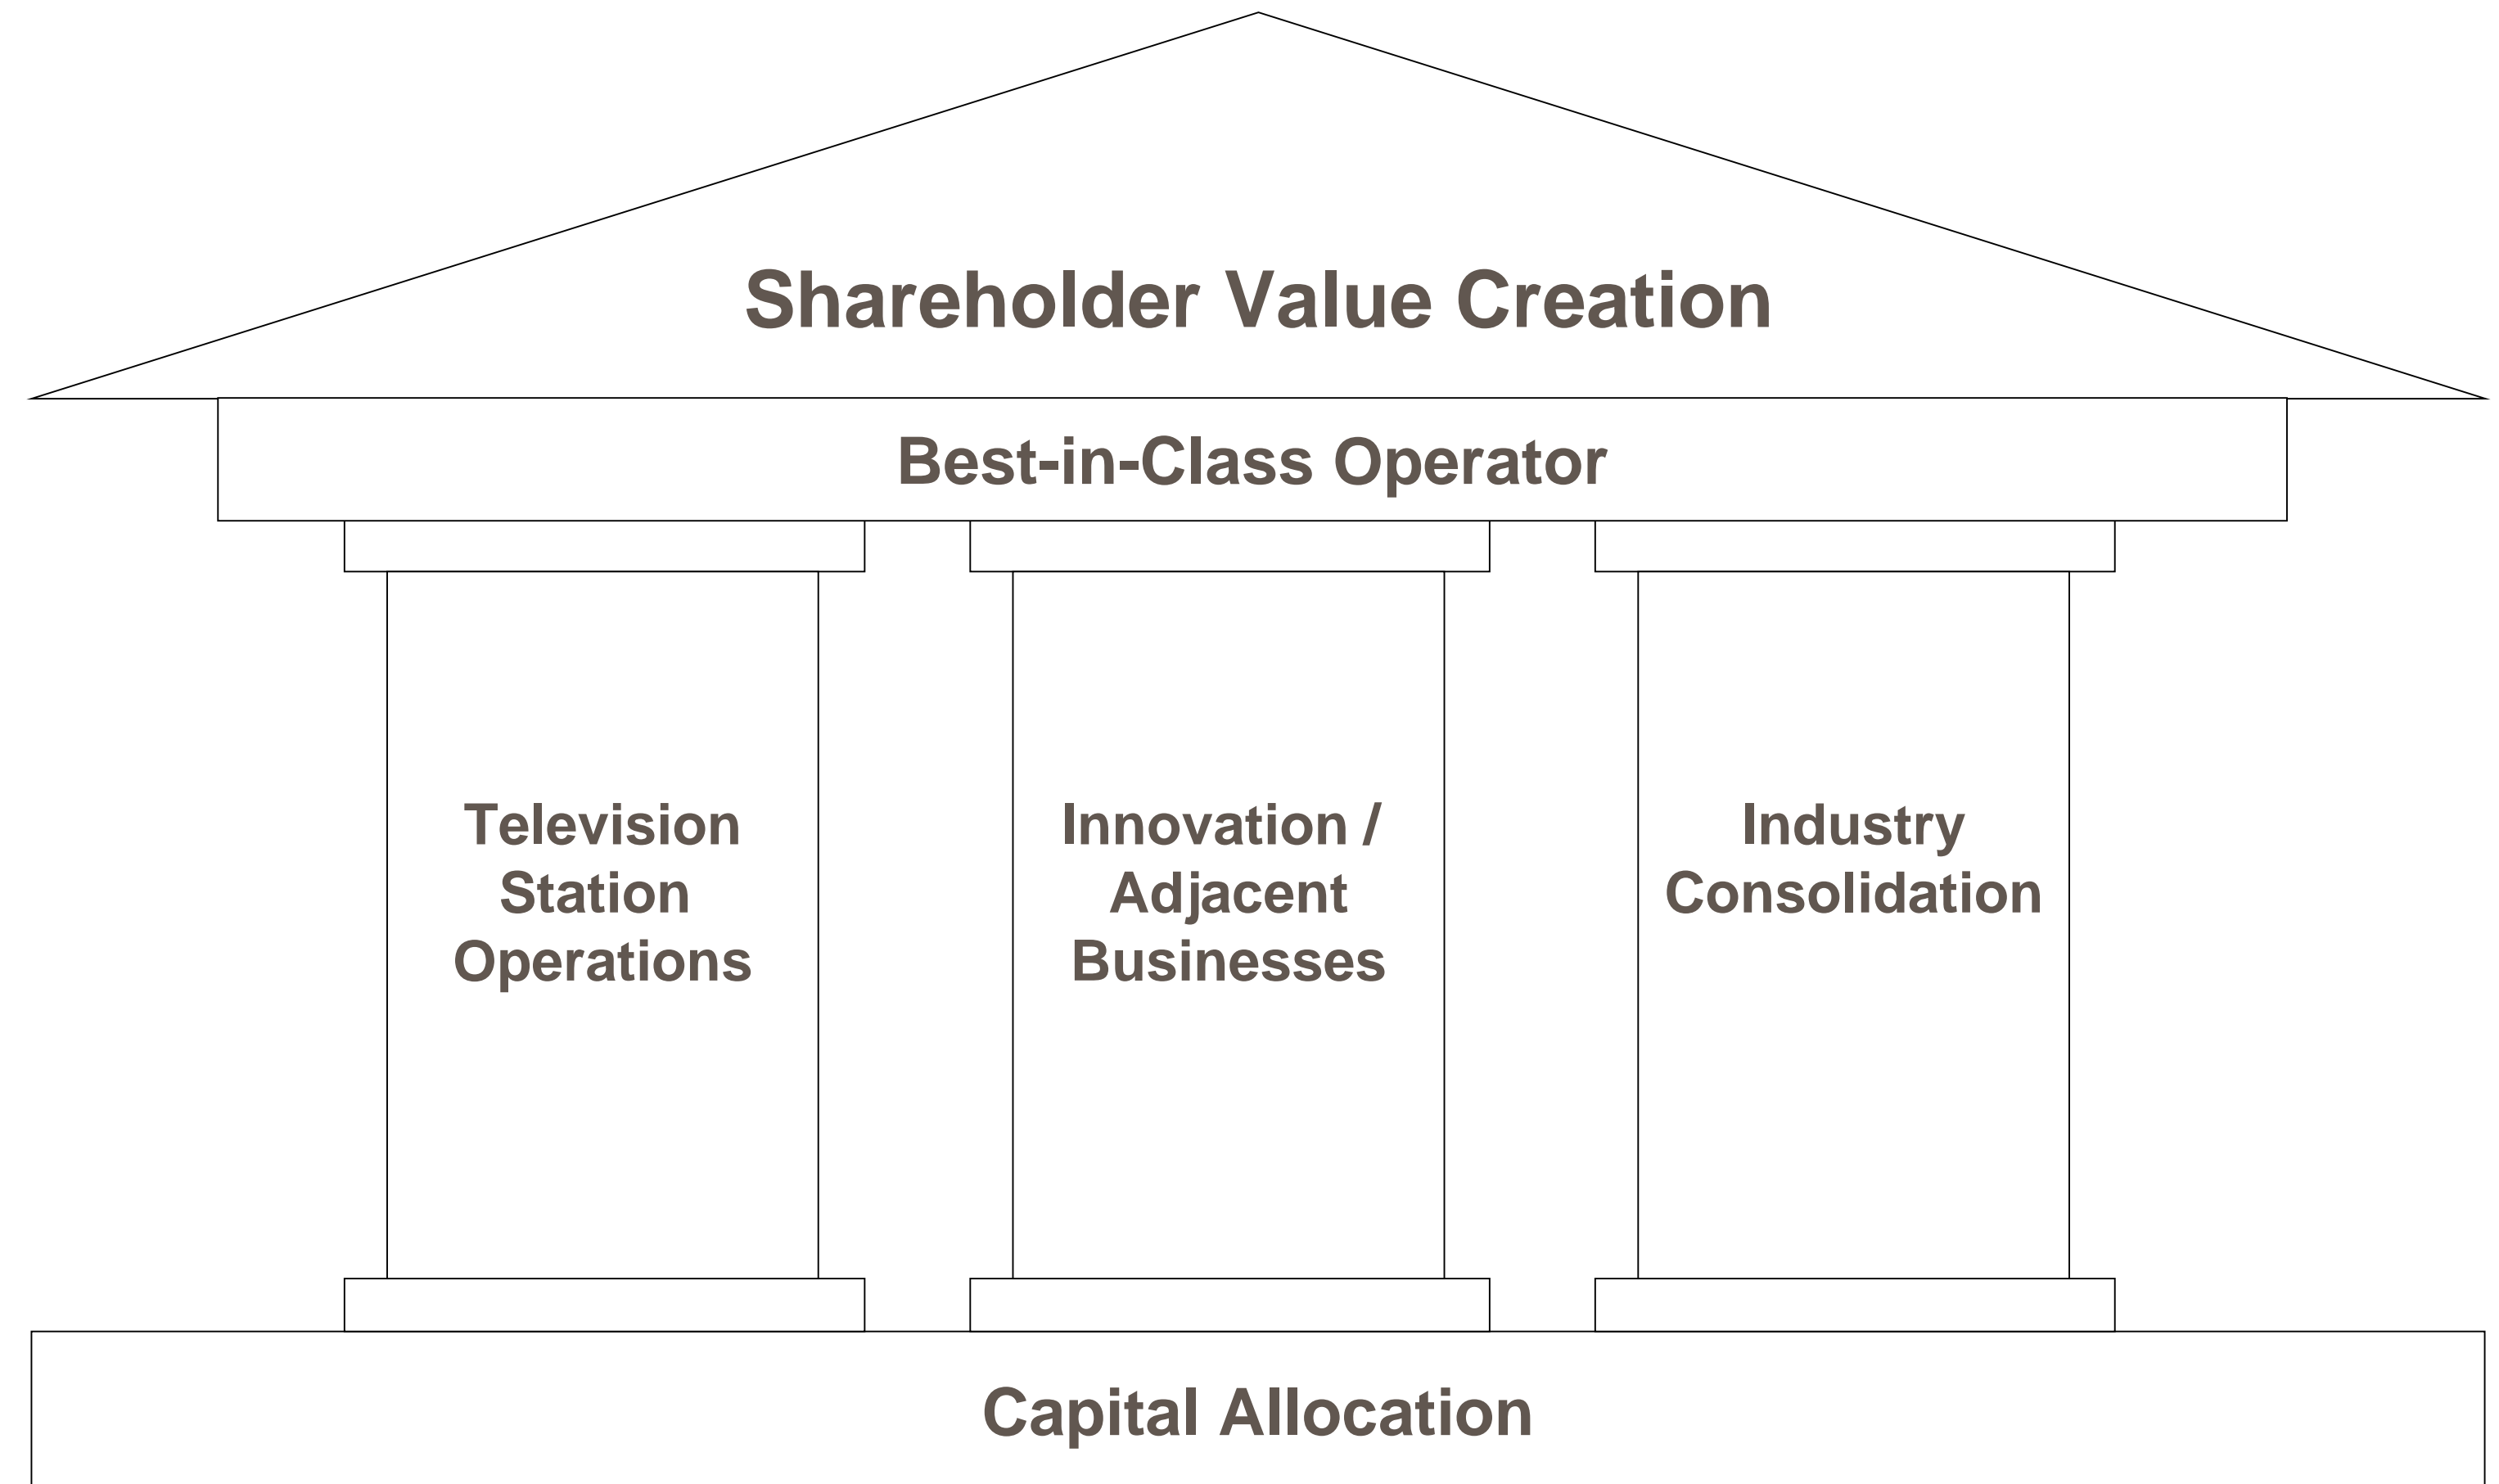 Shareholder Value Creation
Best-in-Class Operator
Television
Station
Operations
Innovation /
Adjacent
Businesses
Industry
Consolidation
Capital Allocation